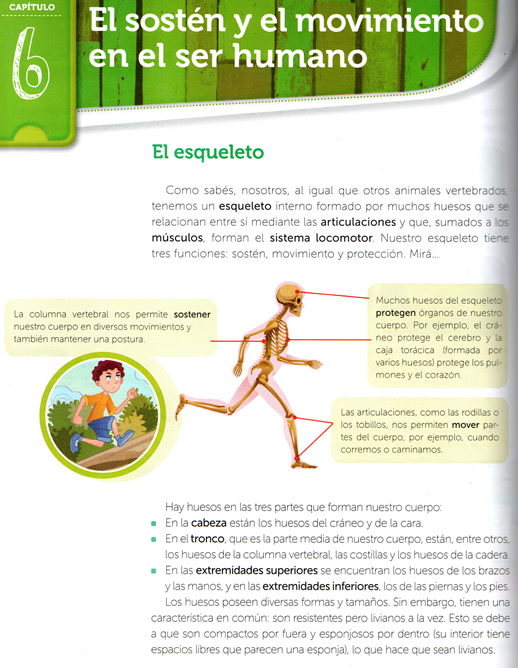 CAPÍTULO
6
El sostén y el movimiento
en el ser humano
El esqueleto
Como sabés, nosotros, al igual que otros animales vertebrados,
tenemos un esqueleto interno formado por muchos huesos que se
relacionan entre sí mediante las articulaciones y que, sumados a los
músculos, forman el sistema locomotor. Nuestro esqueleto tiene
tres funciones: sostén, movimiento y protección. Mirá...
La columna vertebral nos permite sostener
nuestro cuerpo en diversos movimientos y
también mantener una postura.
Muchos huesos del esqueleto
protegen órganos de nuestro
cuerpo. Por ejemplo, el crá-
neo protege el cerebro y la
caja torácica (formada por
varios huesos) protege los pul-
mones y el corazón.
Las articulaciones, como las rodillas o
los tobillos, nos permiten mover par-
tes del cuerpo, por ejemplo, cuando
corremos o caminamos.
Hay huesos en las tres partes que forman nuestro cuerpo:
En la cabeza están los huesos del cráneo y de la cara.
En el tronco, que es la parte media de nuestro cuerpo, están, entre otros,
los huesos de la columna vertebral, las costillas y los huesos de la cadera.
En las extremidades superiores se encuentran los huesos de los brazos
y las manos, y en las extremidades inferiores, los de las piernas y los pies.
Los huesos poseen diversas formas y tamaños. Sin embargo, tienen una
característica en común: son resistentes pero livianos a la vez. Esto se debe
a que son compactos por fuera y esponjosos por dentro (su interior tiene
espacios libres que parecen una esponja), lo que hace que sean livianos.